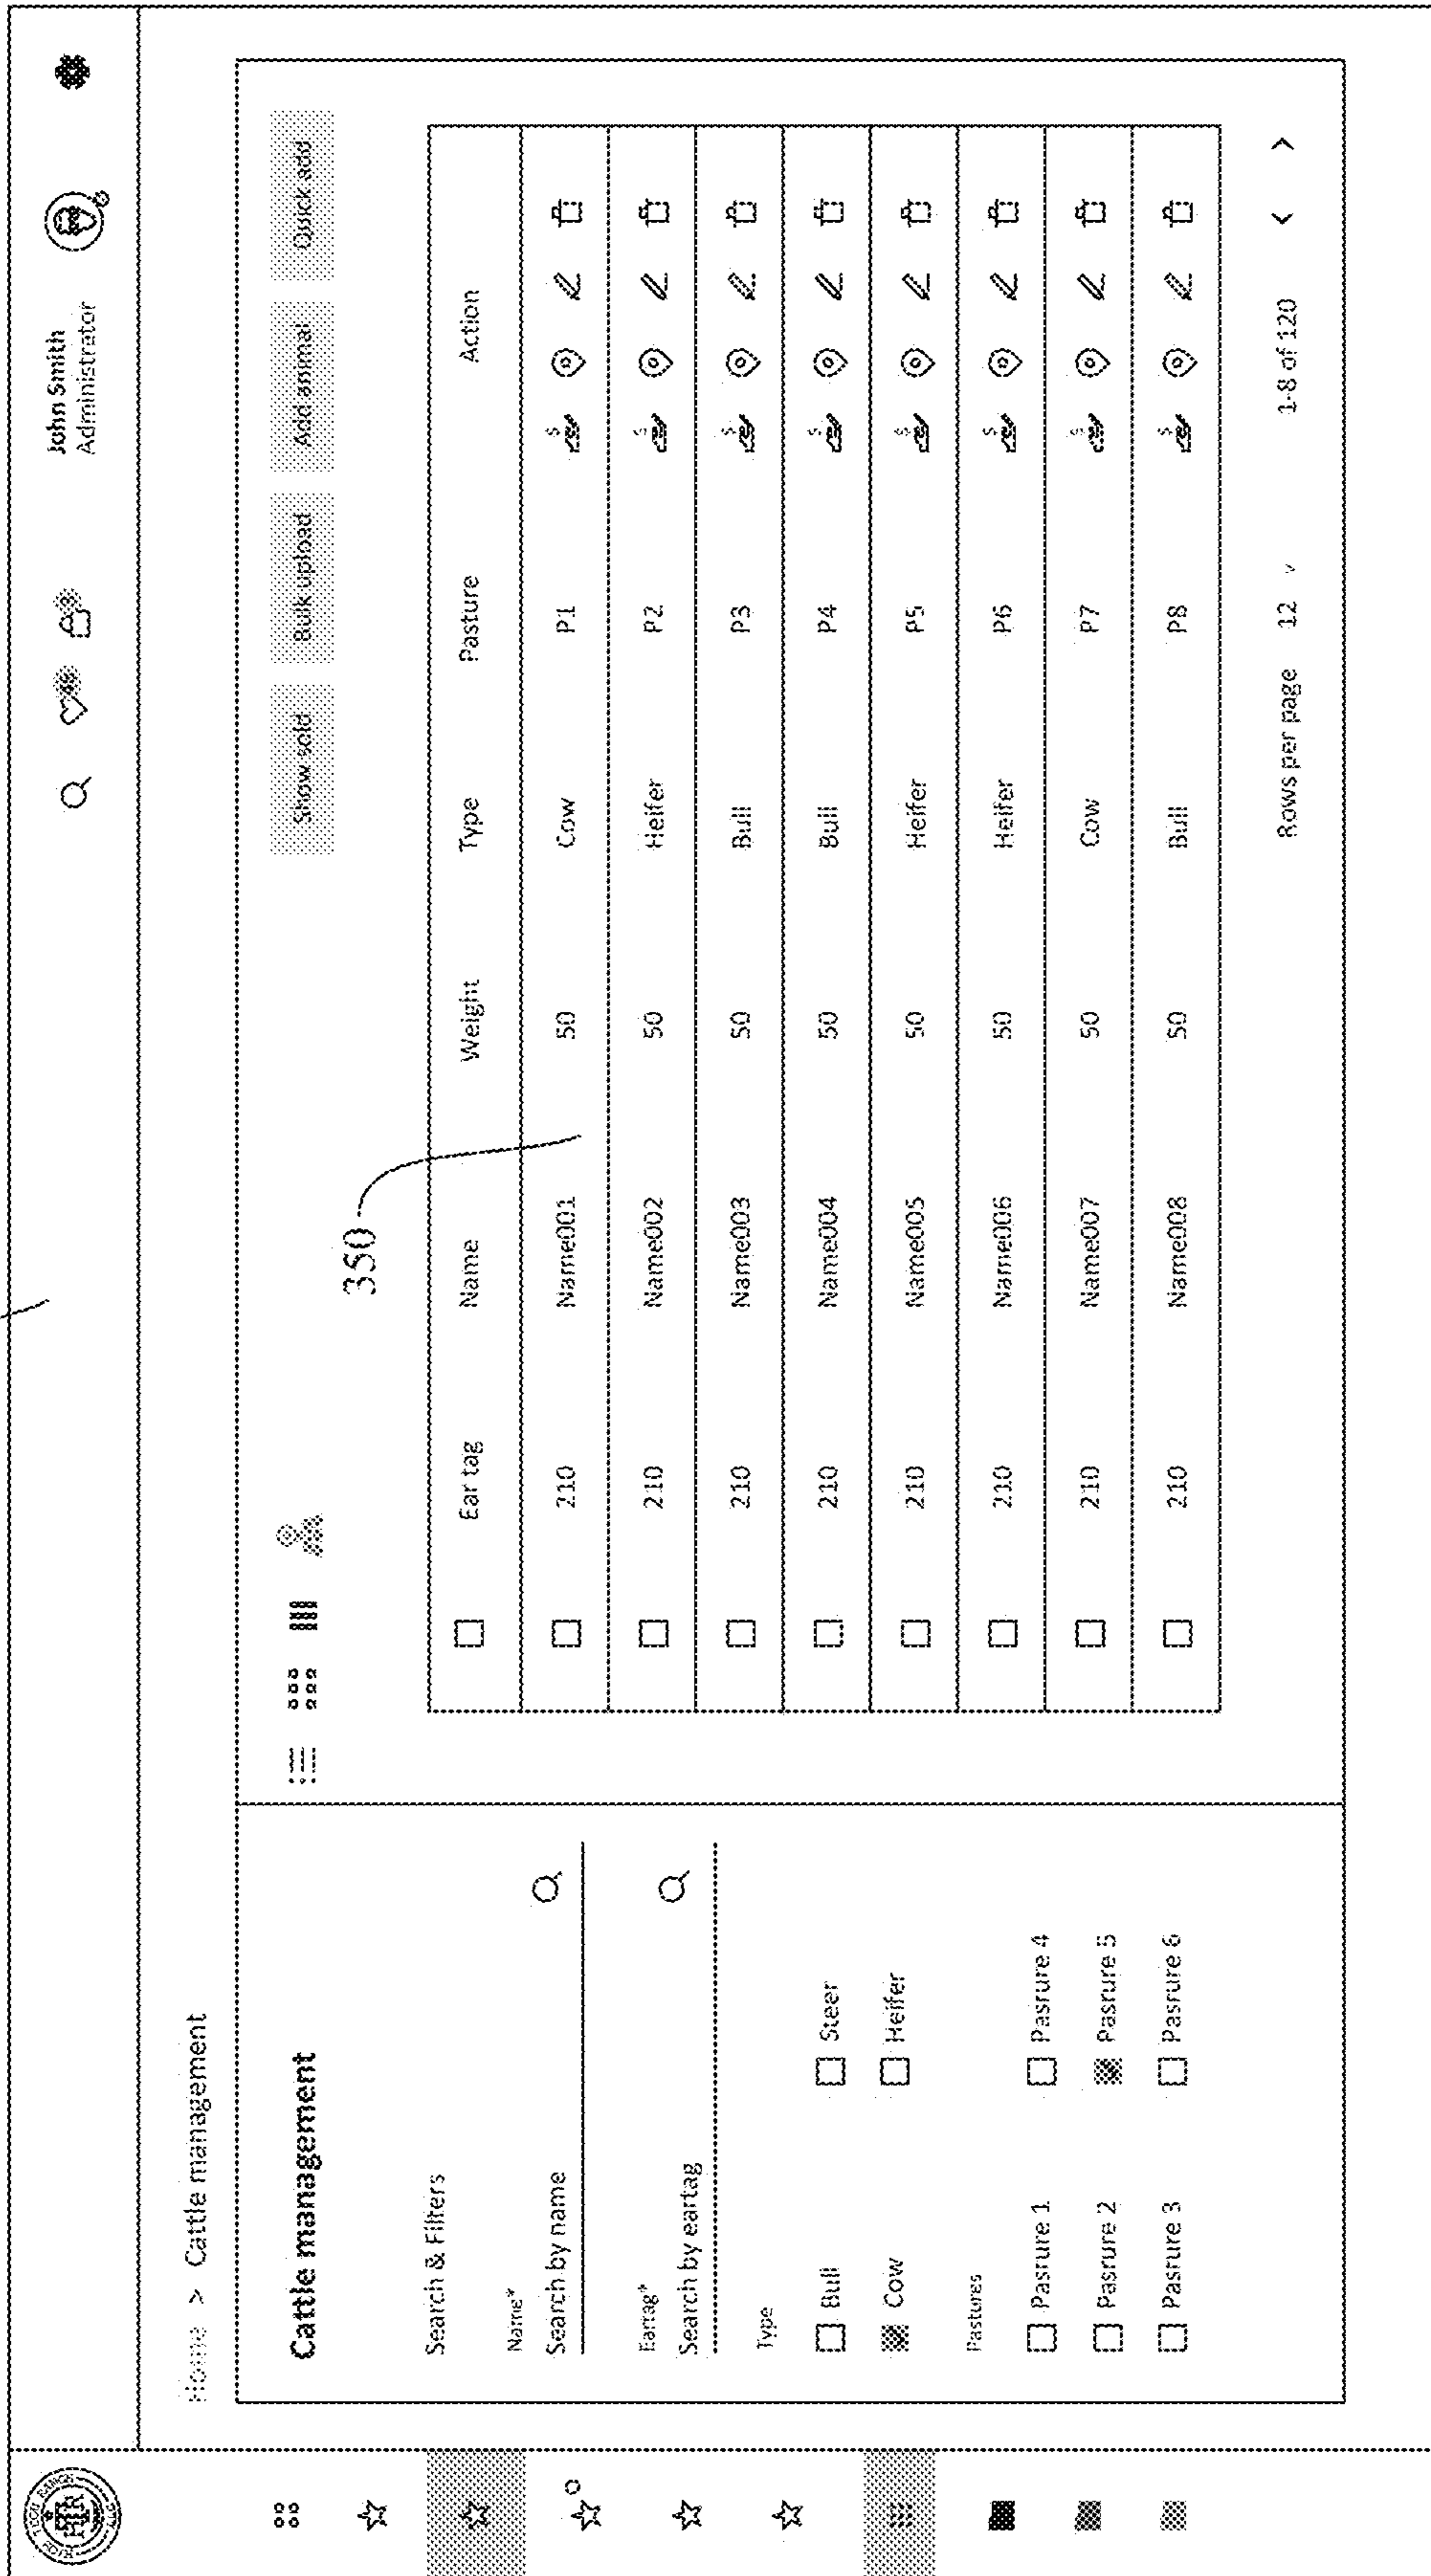 John Smith
Administrator
Home > Cattle management
Cattle management
Search & Filters
Name*
Search by name
Eartag*
Search by eartag
Type
Bull
Steer
Cow
Heifer
Pastures
Pasrure 1
Pasrure 4
Pasrure 2
Pasrure 5
Pasrure 3
Pasrure 6
Show sold
Bulk upload
Add animal
Quick add
350
Ear tag Name Weight Type Pasture Action
210 Name001 50 Cow P1
210 Name002 50 Heifer P2
210 Name003 50 Bull P3
210 Name004 50 Bull P4
210 Name005 50 Heifer P5
210 Name006 50 Heifer P6
210 Name007 50 Cow P7
210 Name008 50 Bull P8
Rows per page 12 1-8 of 120 < >